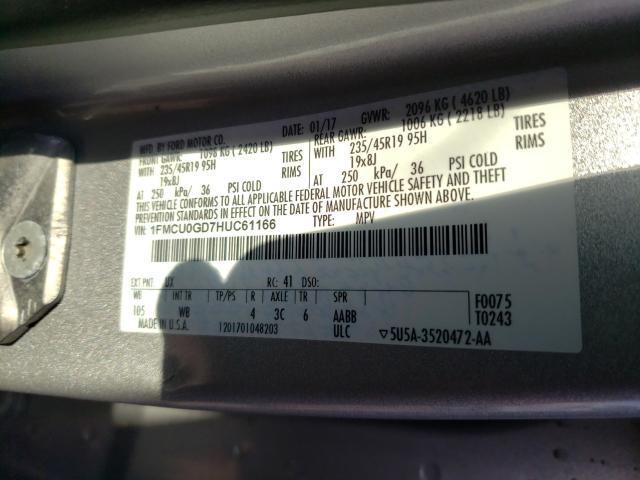 MFD. BY FORD MOTOR CO.
DATE: 01/17 GVWR: 2096 KG ( 4620 LB)
FRONT GAWR: 1098 KG ( 2420 LB) REAR GAWR: 1006 KG ( 2218 LB)
WITH 235/45R19 95H TIRES WITH 235/45R19 95H TIRES
19x8J RIMS 19x8J RIMS
AT 250 kPa/ 36 PSI COLD AT 250 kPa/ 36 PSI COLD
THIS VEHICLE CONFORMS TO ALL APPLICABLE FEDERAL MOTOR VEHICLE SAFETY AND THEFT
PREVENTION STANDARDS IN EFFECT ON THE DATE OF MANUFACTURE SHOWN ABOVE.
VIN: 1FMCU0GD7HUC61166 TYPE: MPV
EXT PNT UX RC: 41 DSO:
WB INT TR TP/PS R AXLE TR SPR F0075
105 WB 4 3C 6 AABB T0243
MADE IN U.S.A. 1201701048203 ULC ▽5U5A-3520472-AA